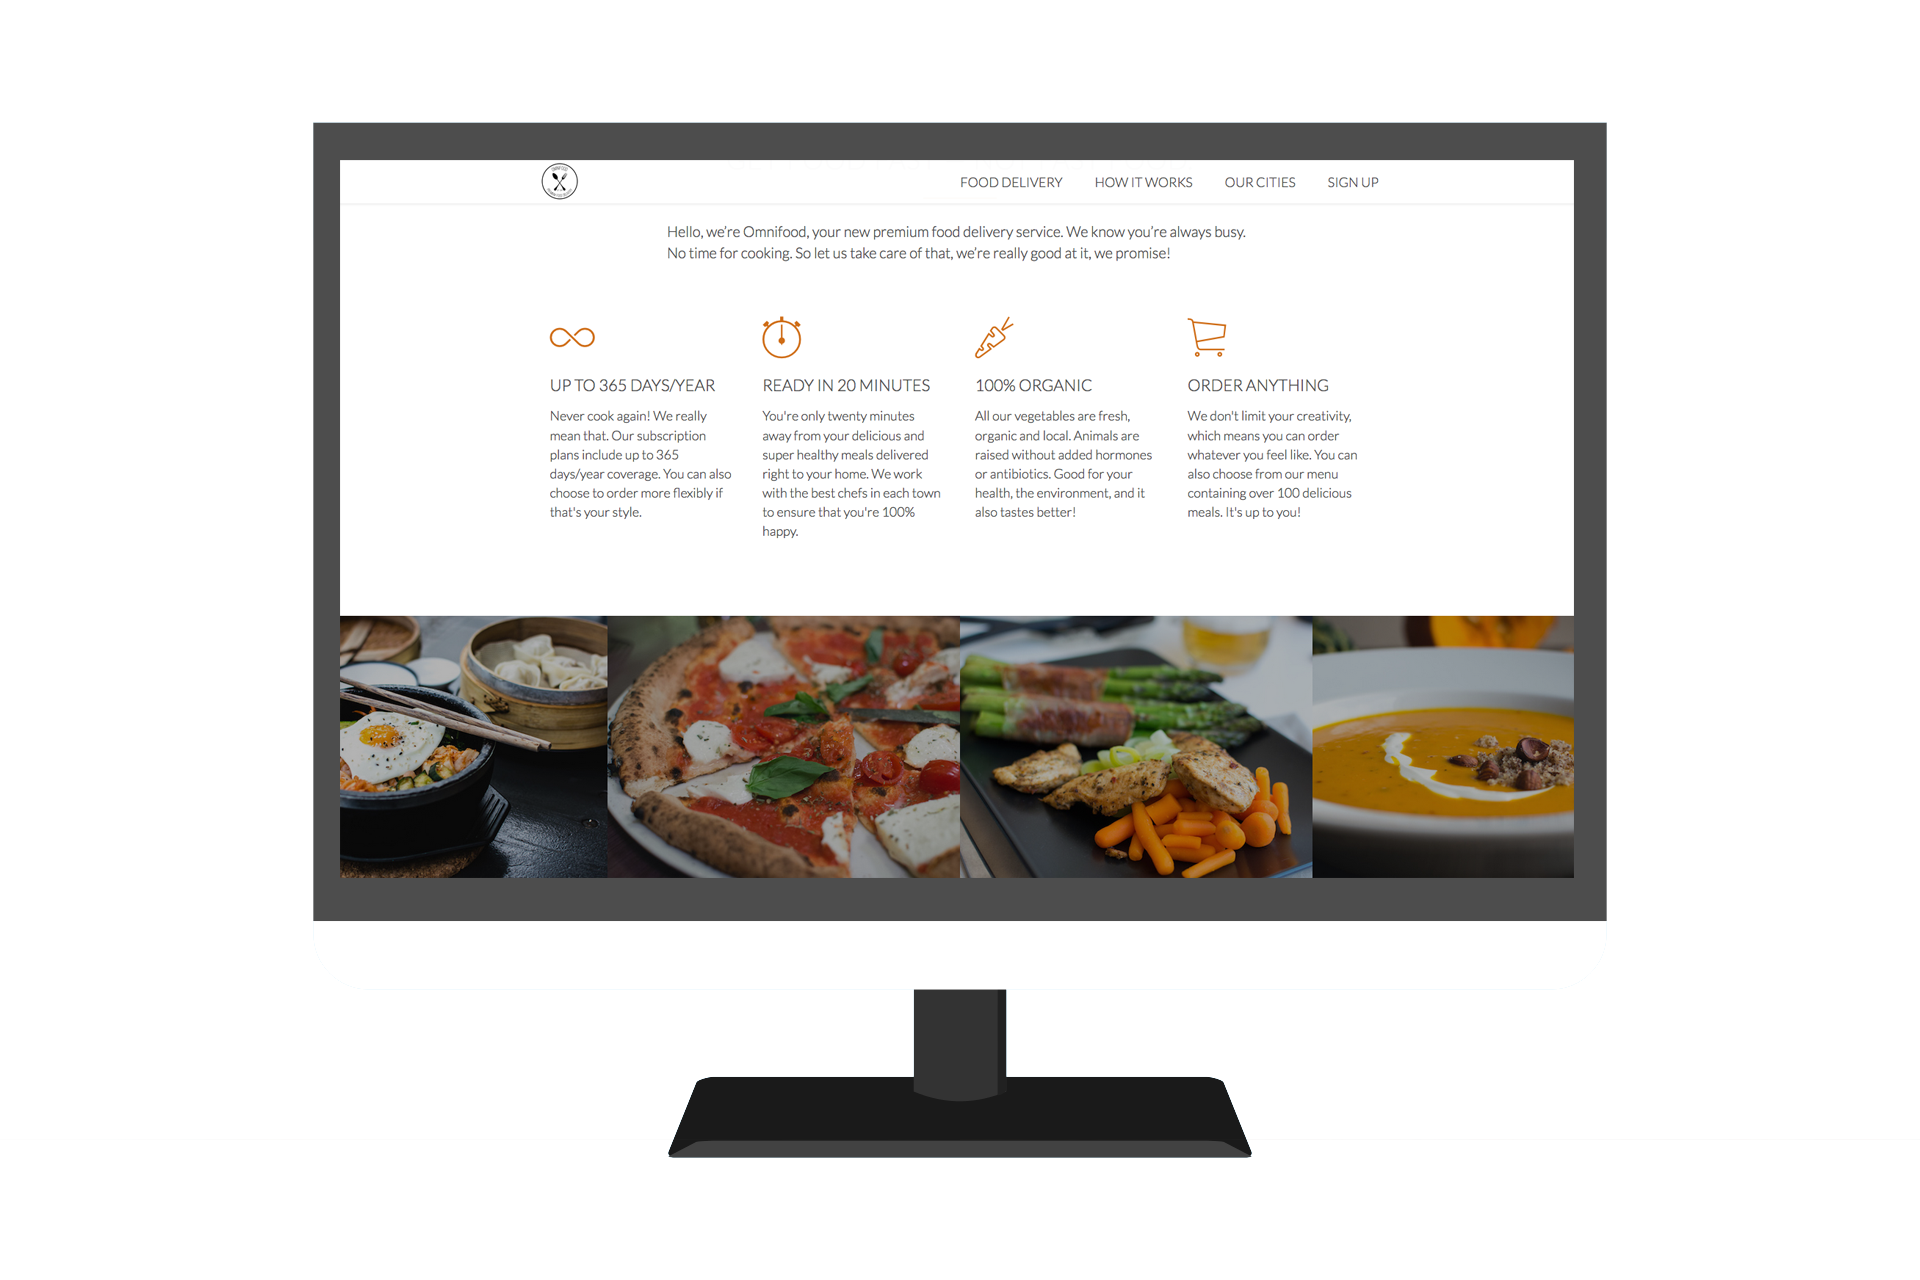 OMNIFOOD
FOOD DELIVERY HOW IT WORKS OUR CITIES SIGN UP
Hello, we’re Omnifood, your new premium food delivery service. We know you’re always busy.
No time for cooking. So let us take care of that, we’re really good at it, we promise!
UP TO 365 DAYS/YEAR
Never cook again! We really
mean that. Our subscription
plans include up to 365
days/year coverage. You can also
choose to order more flexibly if
that's your style.
READY IN 20 MINUTES
You're only twenty minutes
away from your delicious and
super healthy meals delivered
right to your home. We work
with the best chefs in each town
to ensure that you're 100%
happy.
100% ORGANIC
All our vegetables are fresh,
organic and local. Animals are
raised without added hormones
or antibiotics. Good for your
health, the environment, and it
also tastes better!
ORDER ANYTHING
We don't limit your creativity,
which means you can order
whatever you feel like. You can
also choose from our menu
containing over 100 delicious
meals. It's up to you!